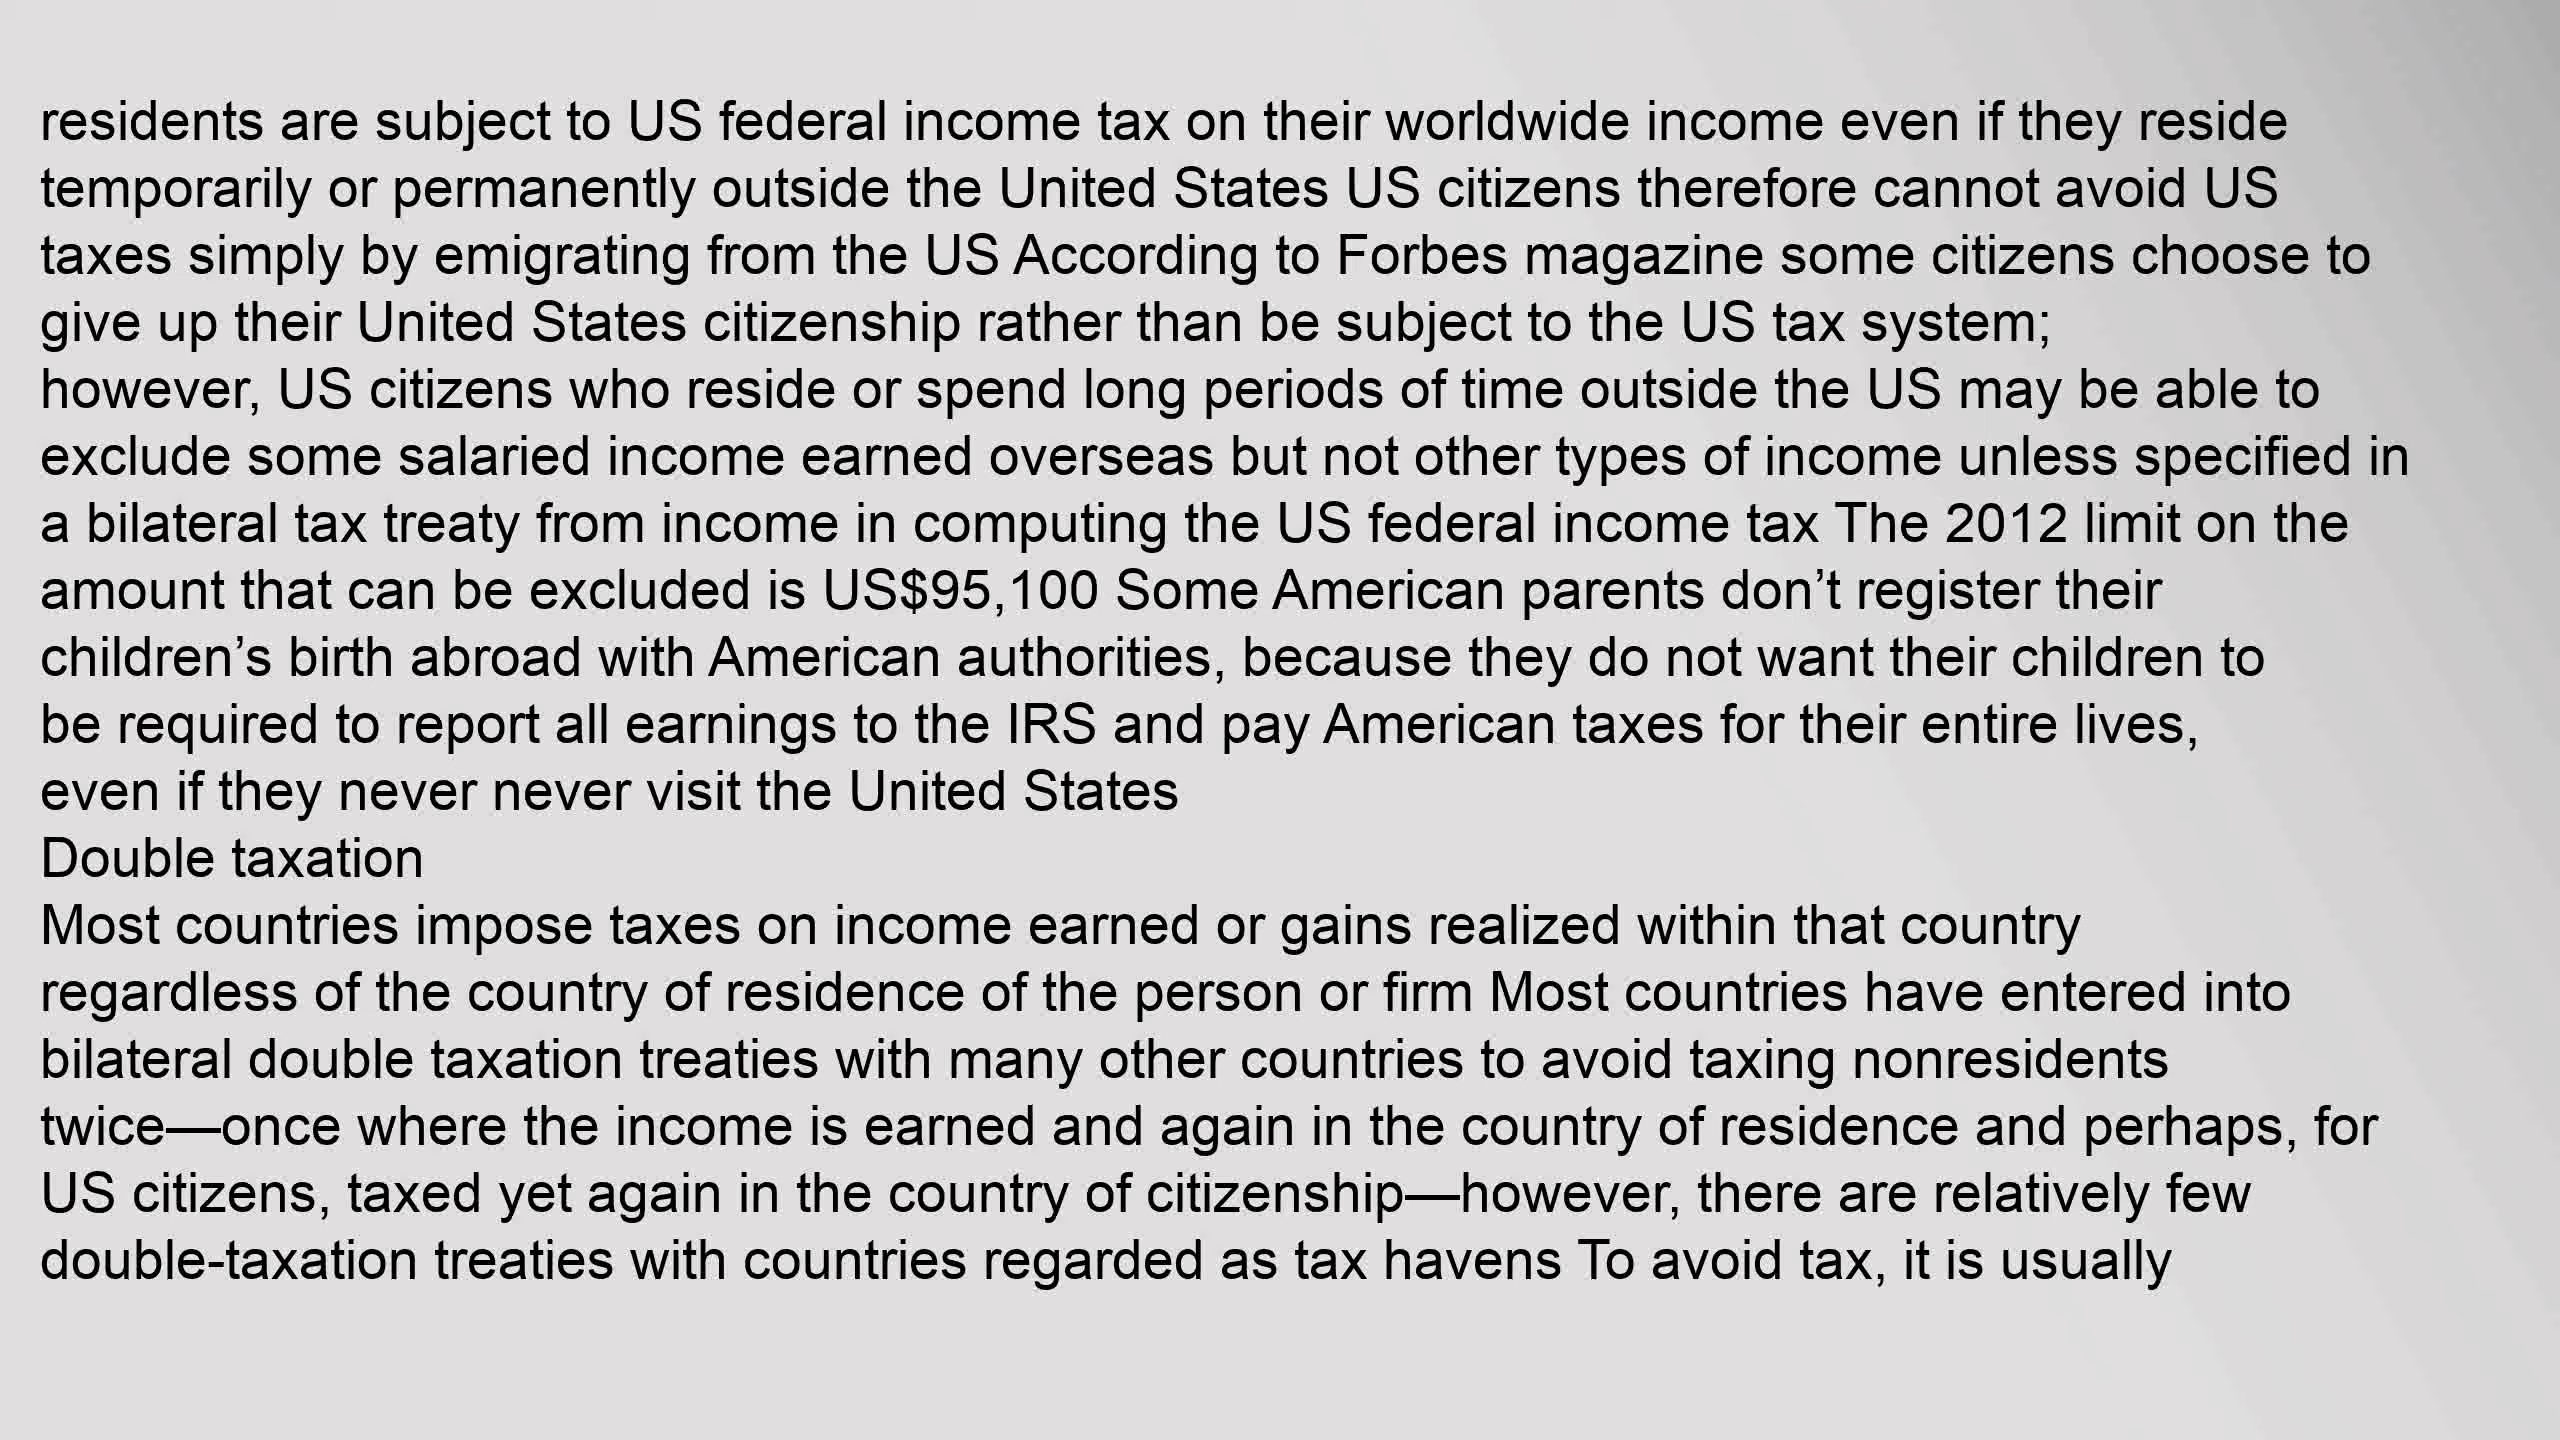 residents are subject to US federal income tax on their worldwide income even if they reside
temporarily or permanently outside the United States US citizens therefore cannot avoid US
taxes simply by emigrating from the US According to Forbes magazine some citizens choose to
give up their United States citizenship rather than be subject to the US tax system;
however, US citizens who reside or spend long periods of time outside the US may be able to
exclude some salaried income earned overseas but not other types of income unless specified in
a bilateral tax treaty from income in computing the US federal income tax The 2012 limit on the
amount that can be excluded is US$95,100 Some American parents don’t register their
children’s birth abroad with American authorities, because they do not want their children to
be required to report all earnings to the IRS and pay American taxes for their entire lives,
even if they never never visit the United States
Double taxation
Most countries impose taxes on income earned or gains realized within that country
regardless of the country of residence of the person or firm Most countries have entered into
bilateral double taxation treaties with many other countries to avoid taxing nonresidents
twice—once where the income is earned and again in the country of residence and perhaps, for
US citizens, taxed yet again in the country of citizenship—however, there are relatively few
double-taxation treaties with countries regarded as tax havens To avoid tax, it is usually